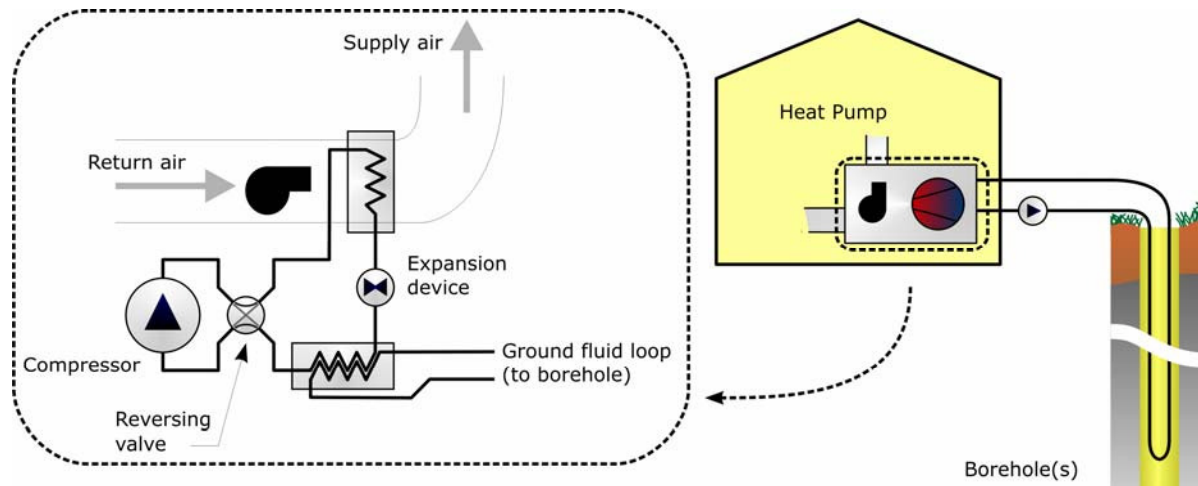 Supply air
Return air
Expansion
device
Compressor
Ground fluid loop
(to borehole)
Reversing
valve
Heat Pump
Borehole(s)